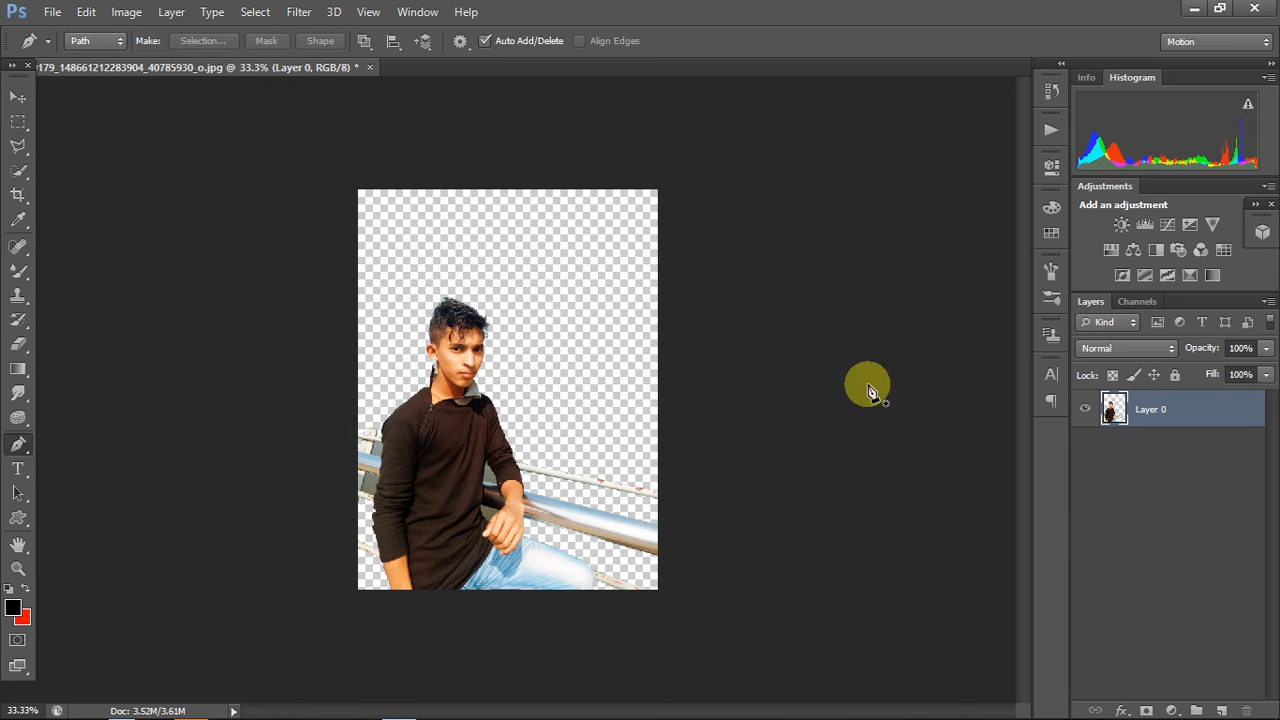 Ps File Edit Image Layer Type Select Filter 3D View Window Help
Path Make: Selection... Mask Shape Auto Add/Delete Align Edges Motion
179_148661212283904_40785930_o.jpg @ 33.3% (Layer 0, RGB/8) *
Info Histogram
Adjustments
Add an adjustment
Layers Channels
Kind
Normal Opacity: 100%
Lock: Fill: 100%
Layer 0
33.33% Doc: 3.52M/3.61M